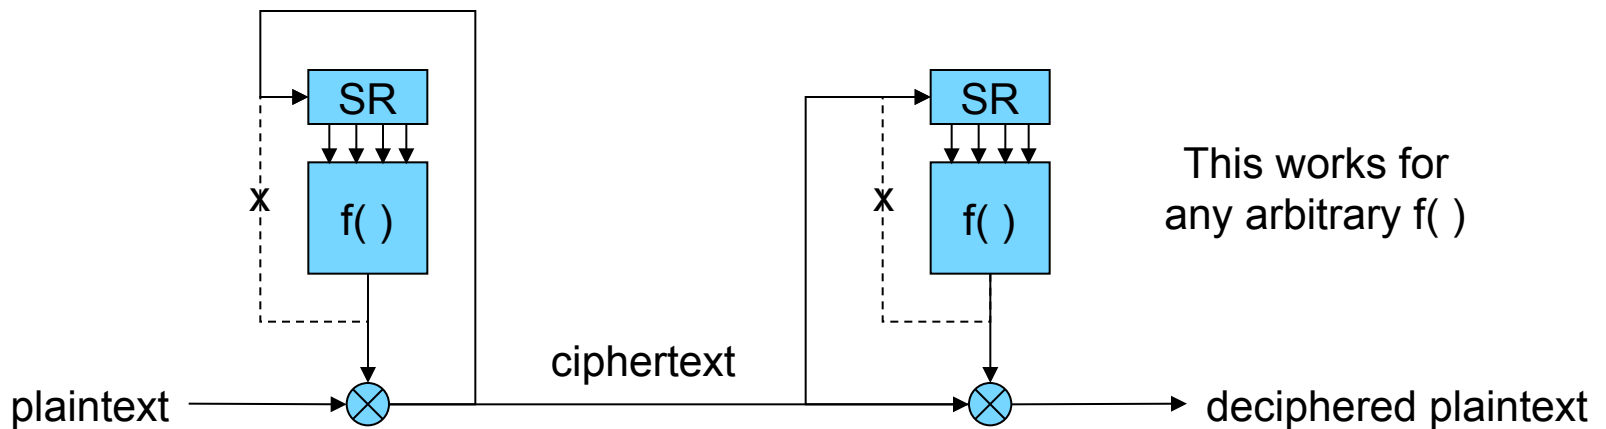 SR
SR
f( )
f( )
x
x
This works for
any arbitrary f( )
ciphertext
plaintext
deciphered plaintext